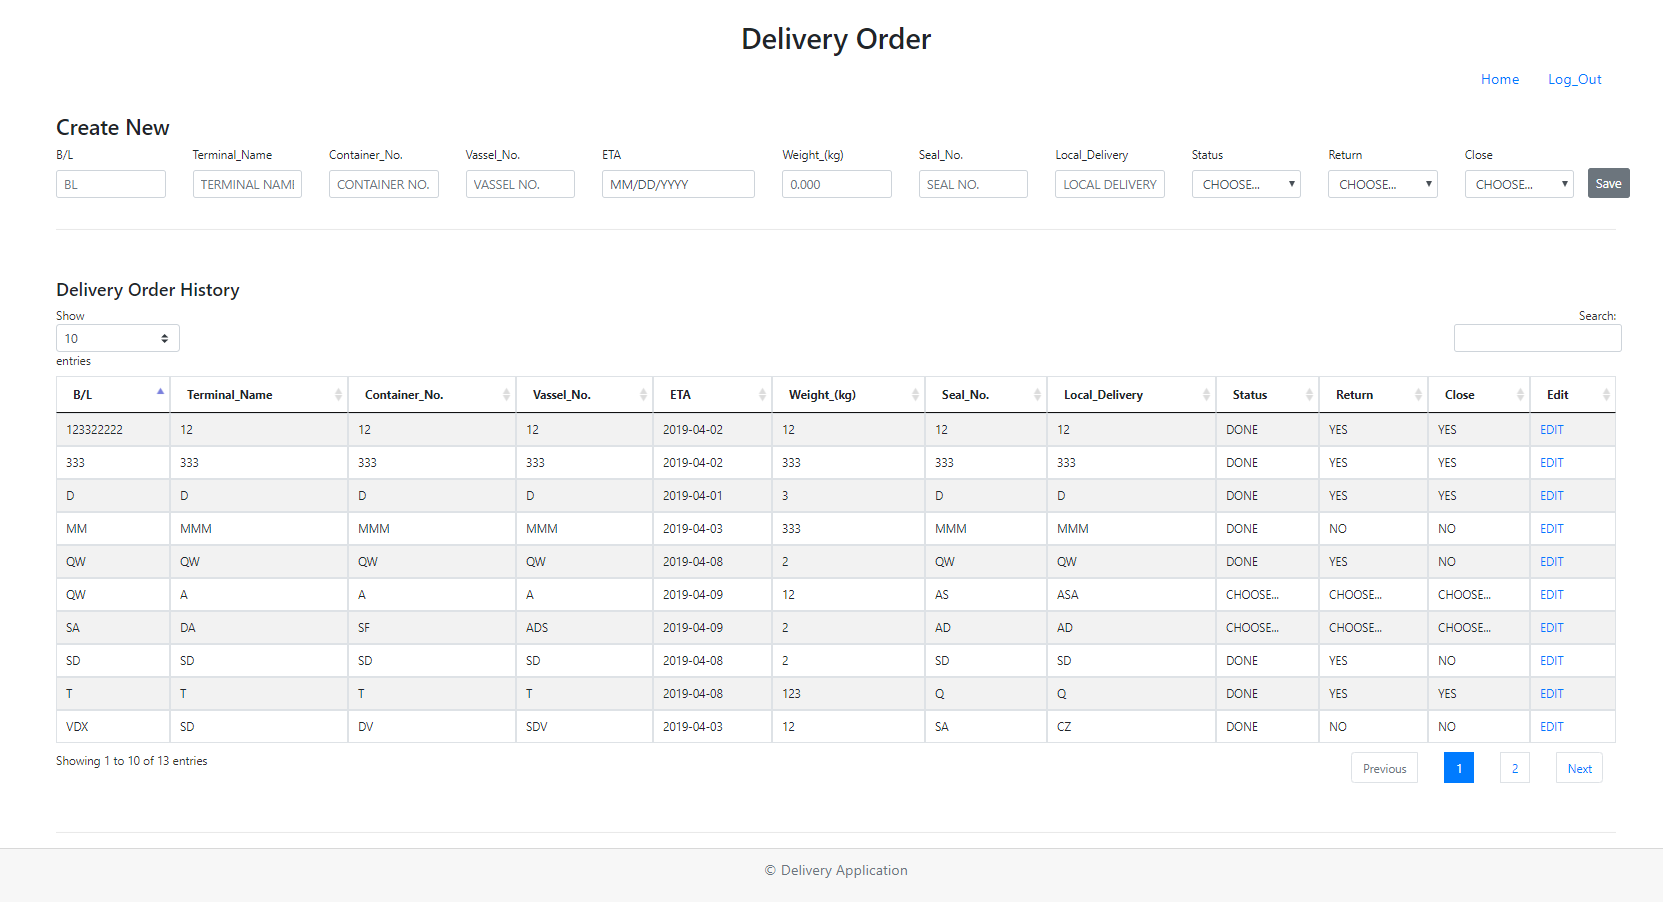 Delivery Order
Home Log_Out
Create New
B/L Terminal_Name Container_No. Vassel_No. ETA Weight_(kg) Seal_No. Local_Delivery Status Return Close
BL TERMINAL NAMI CONTAINER NO. VASSEL NO. MM/DD/YYYY 0.000 SEAL NO. LOCAL DELIVERY CHOOSE... CHOOSE... CHOOSE... Save
Delivery Order History
Show Search:
10
entries
B/L Terminal_Name Container_No. Vassel_No. ETA Weight_(kg) Seal_No. Local_Delivery Status Return Close Edit
123322222 12 12 12 2019-04-02 12 12 12 DONE YES YES EDIT
333 333 333 333 2019-04-02 333 333 333 DONE YES YES EDIT
D D D D 2019-04-01 3 D D DONE YES YES EDIT
MM MMM MMM MMM 2019-04-03 333 MMM MMM DONE NO NO EDIT
QW QW QW QW 2019-04-08 2 QW QW DONE YES NO EDIT
QW A A A 2019-04-09 12 AS ASA CHOOSE... CHOOSE... CHOOSE... EDIT
SA DA SF ADS 2019-04-09 2 AD AD CHOOSE... CHOOSE... CHOOSE... EDIT
SD SD SD SD 2019-04-08 2 SD SD DONE YES NO EDIT
T T T T 2019-04-08 123 Q Q DONE YES YES EDIT
VDX SD DV SDV 2019-04-03 12 SA CZ DONE NO NO EDIT
Showing 1 to 10 of 13 entries Previous 1 2 Next
© Delivery Application